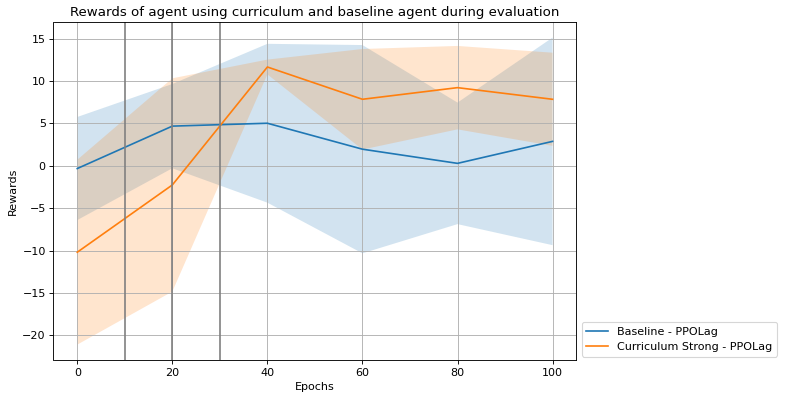 Rewards of agent using curriculum and baseline agent during evaluation
15
10
5
0
−5
−10
−15
−20
Rewards
0 20 40 60 80 100
Epochs
Baseline - PPOLag
Curriculum Strong - PPOLag